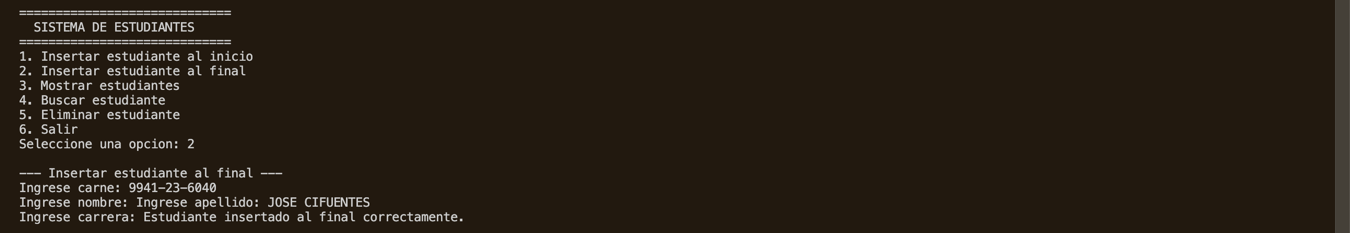 =============================
  SISTEMA DE ESTUDIANTES
=============================
1. Insertar estudiante al inicio
2. Insertar estudiante al final
3. Mostrar estudiantes
4. Buscar estudiante
5. Eliminar estudiante
6. Salir
Seleccione una opcion: 2

--- Insertar estudiante al final ---
Ingrese carne: 9941-23-6040
Ingrese nombre: Ingrese apellido: JOSE CIFUENTES
Ingrese carrera: Estudiante insertado al final correctamente.